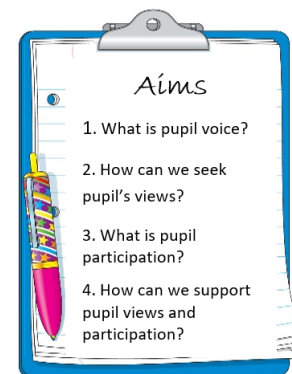 Aims
1. What is pupil voice?
2. How can we seek
pupil's views?
3. What is pupil
participation?
4. How can we support
pupil views and
participation?